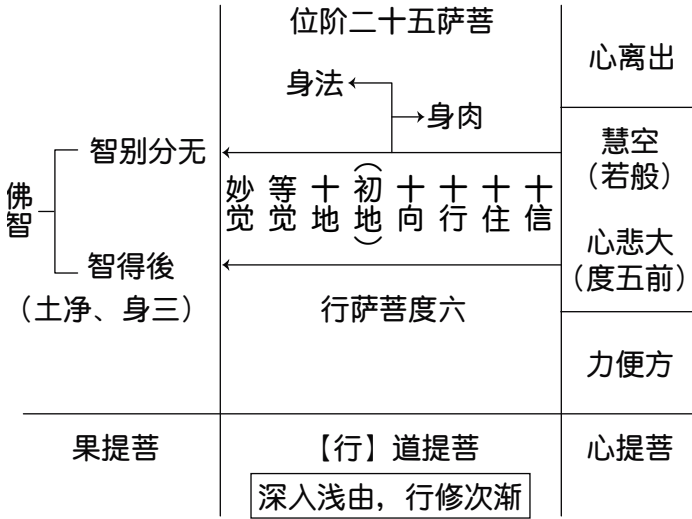 出离心
空慧
（般若）
大悲心
（前五度）
方便力
菩提心
菩萨五十二阶位
法身
肉身
十信
十住
十行
十向
（初地）
十地
等觉
妙觉
六度菩萨行
菩提道【行】
渐次修行，由浅入深
无分别智
佛智
後得智
（三身、净土）
菩提果